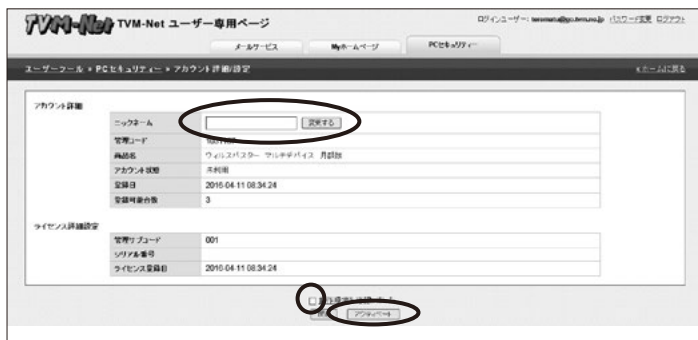 TVM-Net TVM-Net ユーザー専用ページ
ログインユーザー: パスワード変更 ログアウト
メールサービス Myホームページ PCセキュリティー
ユーザーツール ▸ PCセキュリティー ▸ アカウント詳細/設定
ホームに戻る
アカウント詳細
ニックネーム 変更する
管理コード
商品名 ウィルスバスター マルチデバイス 月額版
アカウント状態 未利用
登録日 2016-04-11 08:34:24
登録可能台数 3
ライセンス詳細設定
管理サブコード 001
シリアル番号
ライセンス登録日 2016-04-11 08:34:24
アクティベート